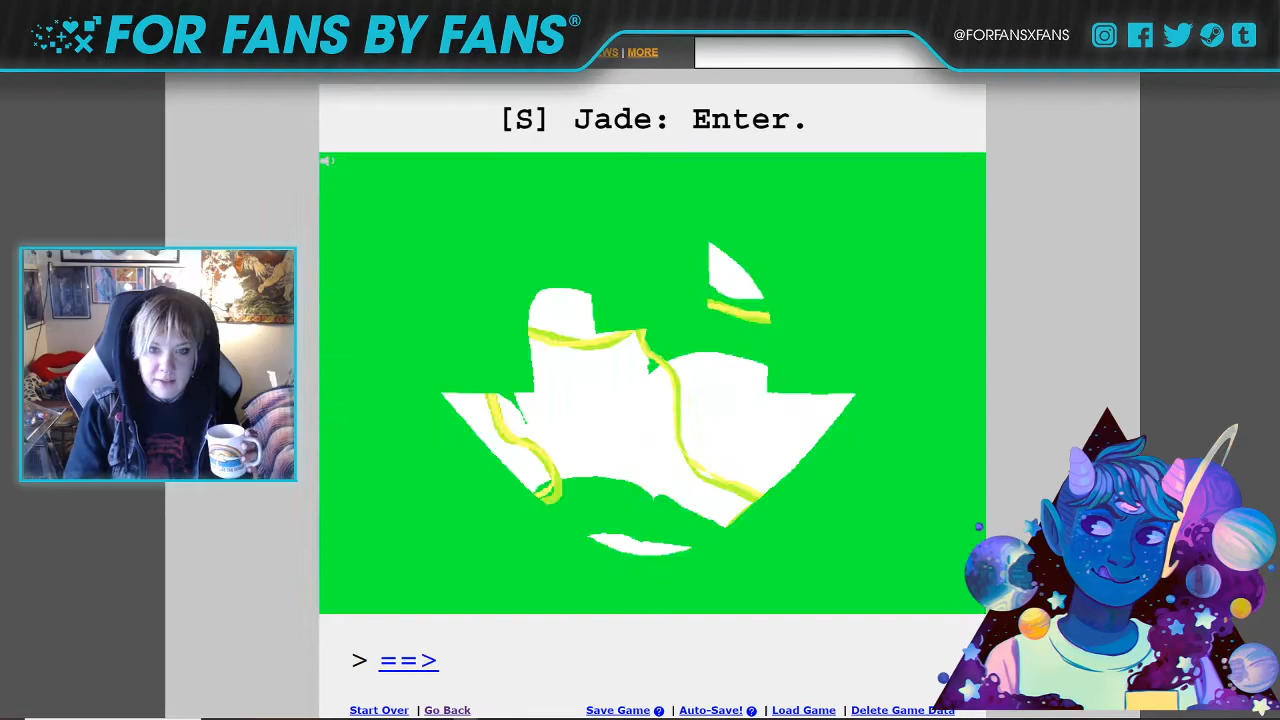 FOR FANS BY FANS®
@FORFANSXFANS
WS | MORE
[S] Jade: Enter.
> ==>
Start Over | Go Back
Save Game ? | Auto-Save! ? | Load Game | Delete Game Data